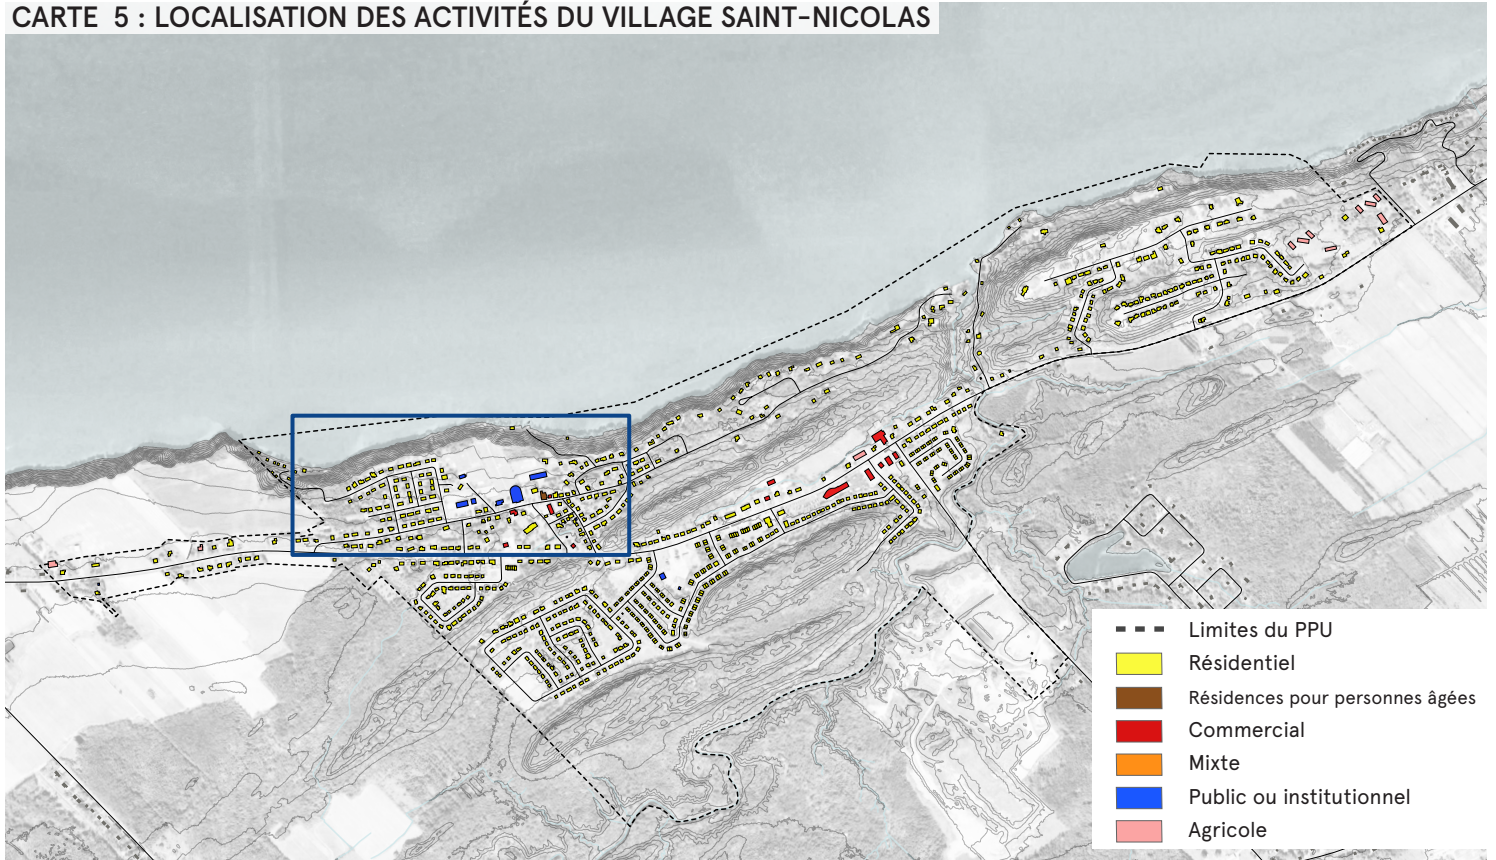 CARTE 5 : LOCALISATION DES ACTIVITÉS DU VILLAGE SAINT-NICOLAS
Limites du PPU
Résidentiel
Résidences pour personnes âgées
Commercial
Mixte
Public ou institutionnel
Agricole